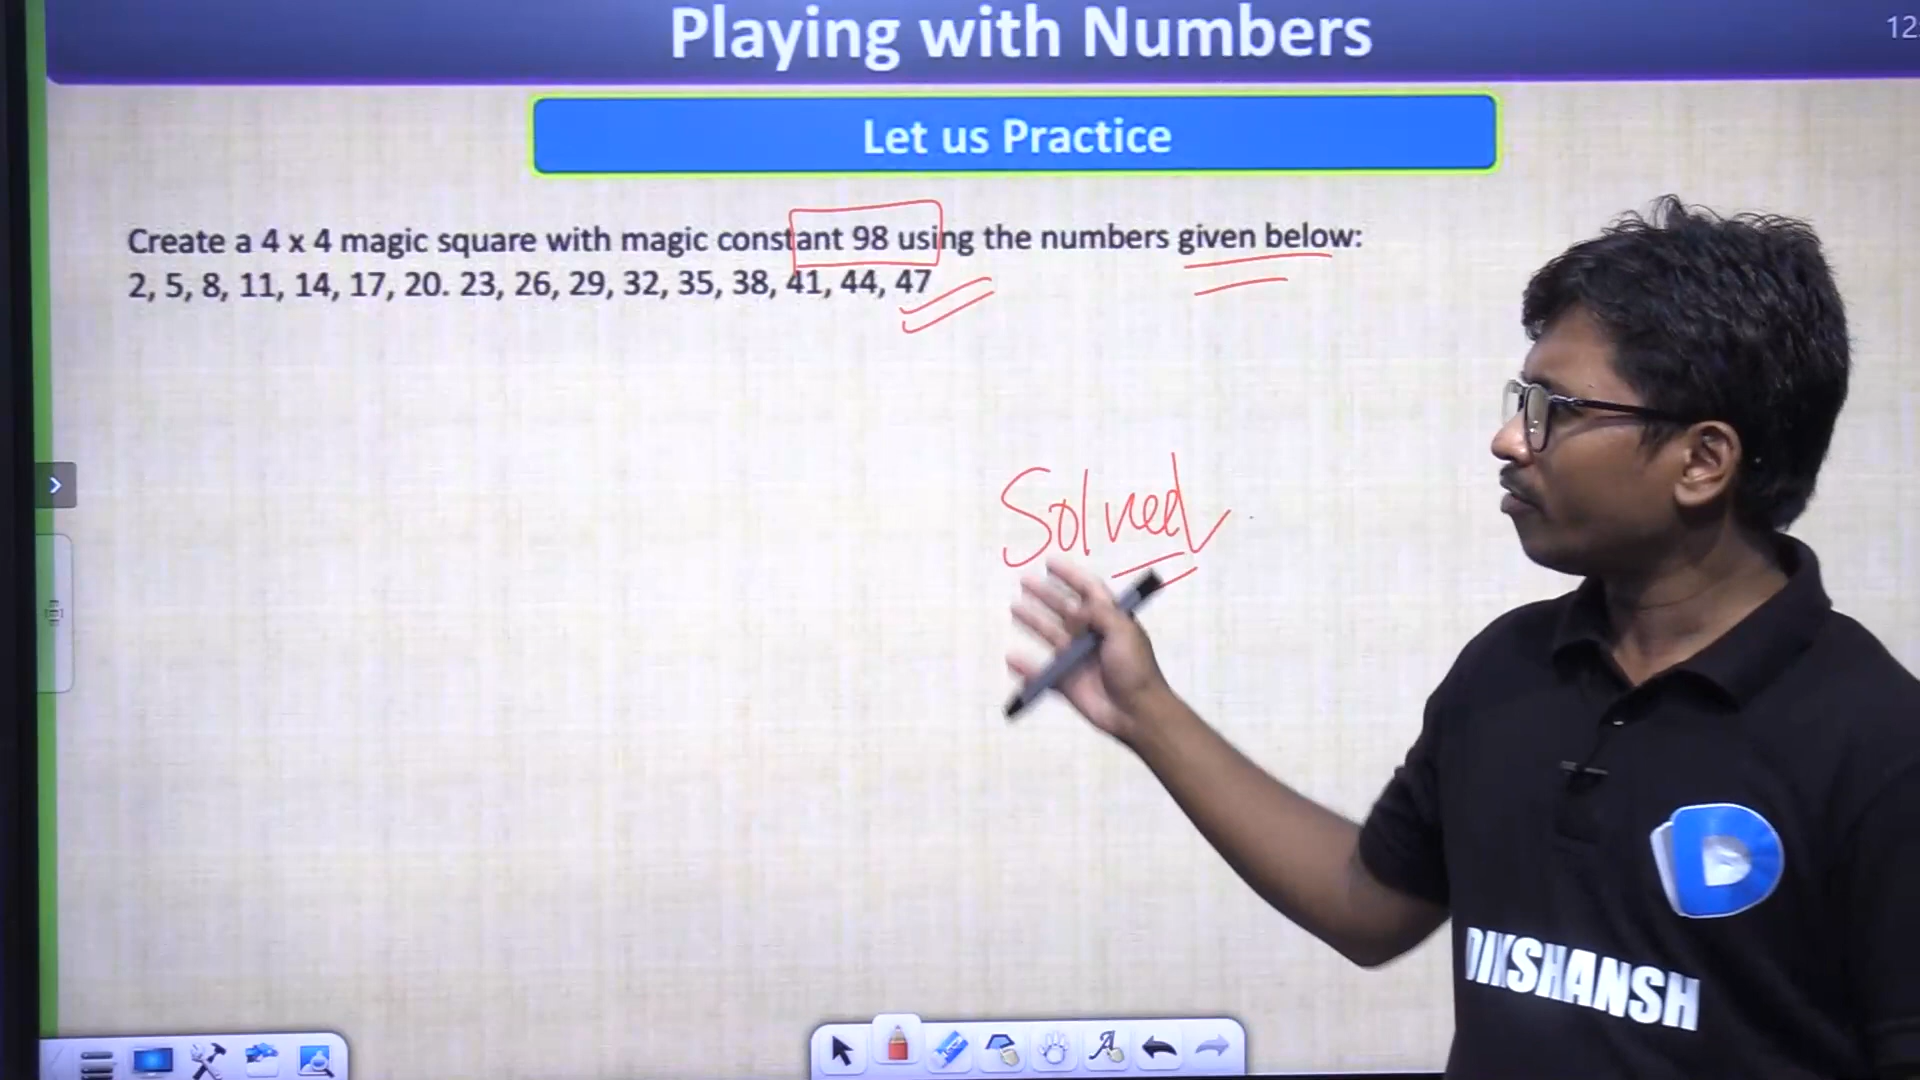 Playing with Numbers
12
Let us Practice
Create a 4 x 4 magic square with magic constant 98 using the numbers given below:
2, 5, 8, 11, 14, 17, 20. 23, 26, 29, 32, 35, 38, 41, 44, 47
Solved
D
DIKSHANSH